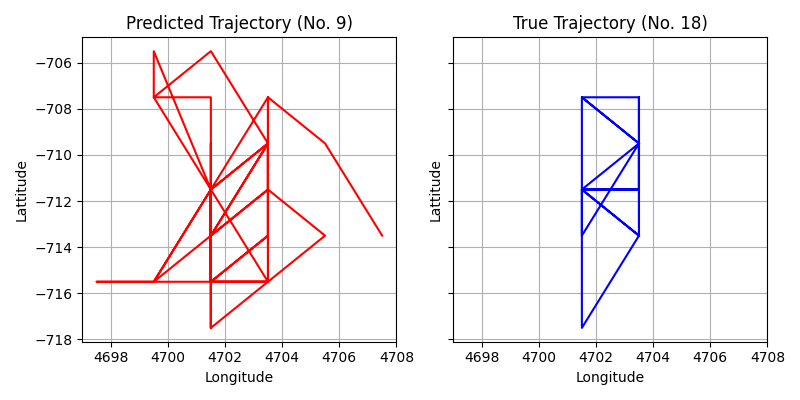 Predicted Trajectory (No. 9)
−706
−708
−710
−712
−714
−716
−718
Lattitude
4698 4700 4702 4704 4706 4708
Longitude
True Trajectory (No. 18)
Lattitude
4698 4700 4702 4704 4706 4708
Longitude